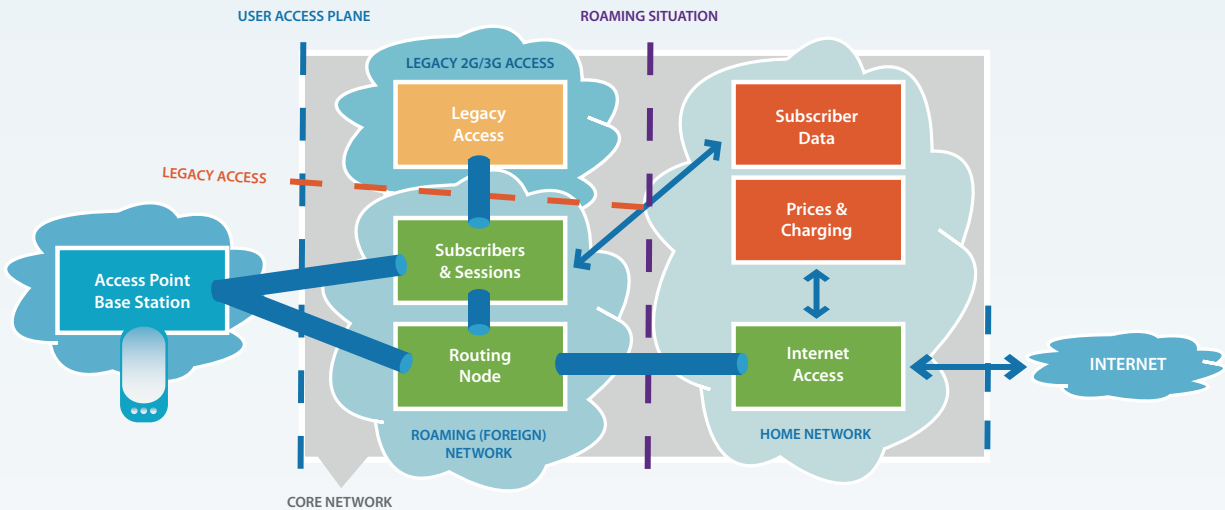 USER ACCESS PLANE
ROAMING SITUATION
LEGACY 2G/3G ACCESS
Legacy
Access
Subscriber
Data
LEGACY ACCESS
Prices &
Charging
Subscribers
& Sessions
Access Point
Base Station
Routing
Node
Internet
Access
INTERNET
ROAMING (FOREIGN)
NETWORK
HOME NETWORK
CORE NETWORK